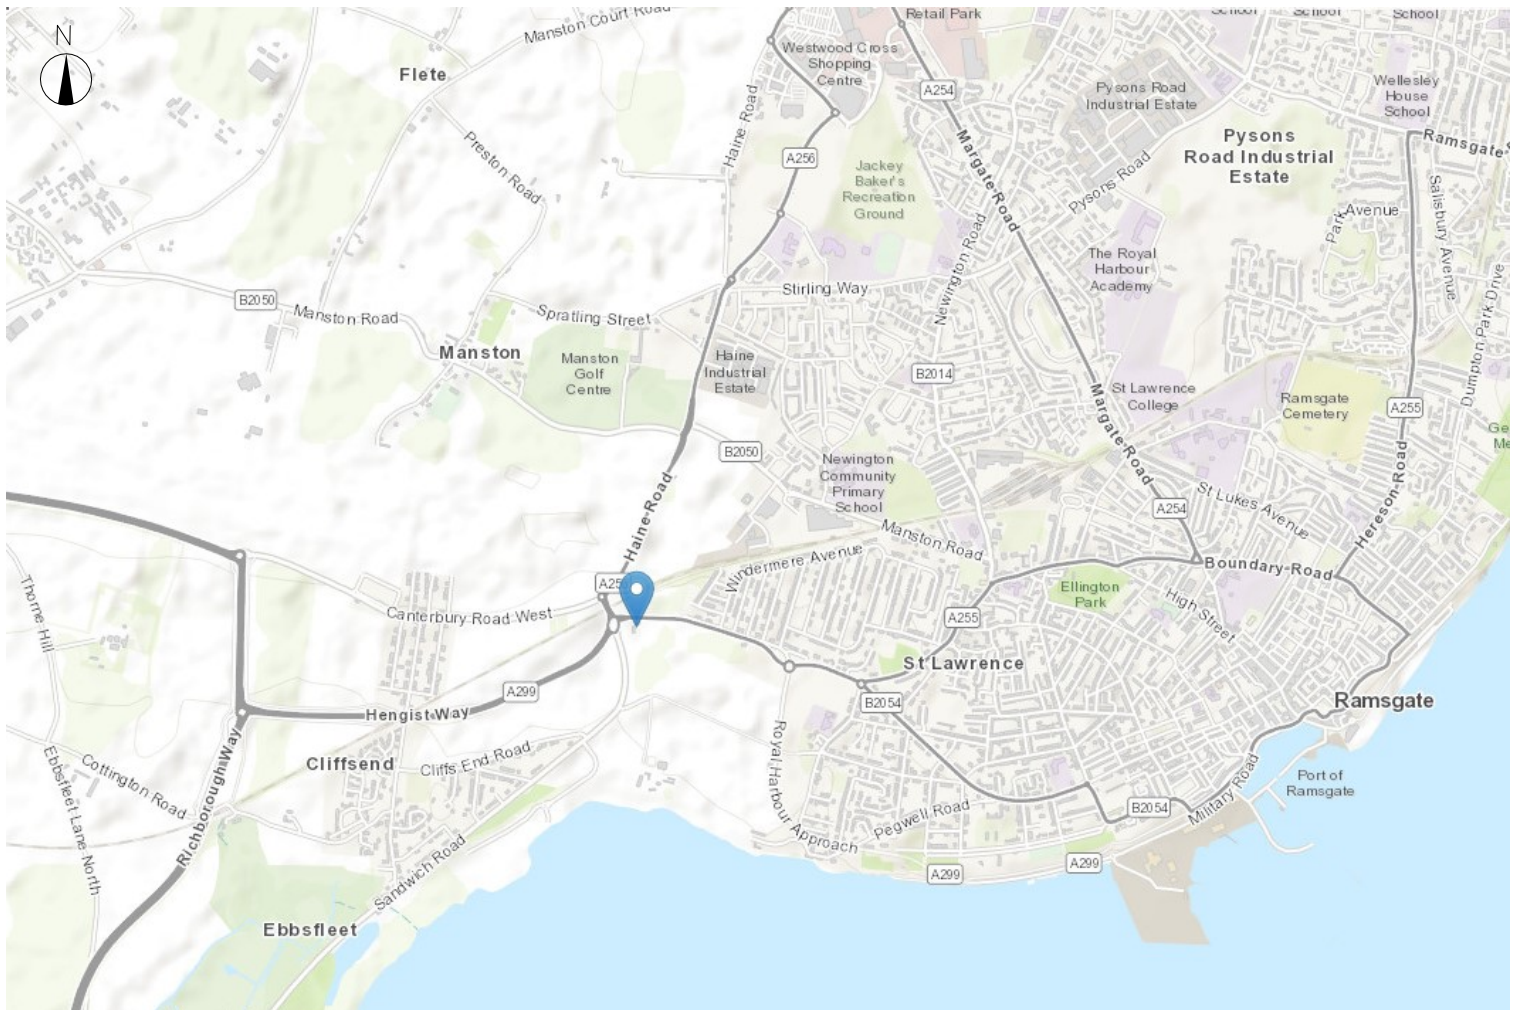 N
Manston Court Road
Retail Park
School
School
School
Flete
Westwood Cross
Shopping
Centre
A254
Pysons Road
Industrial Estate
Wellesley
House
School
Haine Road
Preston Road
A256
Margate Road
Pysons
Road Industrial
Estate
Ramsgate
Jackey
Baker's
Recreation
Ground
Pysons Road
Park Avenue
Salisbury Avenue
Newington Road
The Royal
Harbour
Academy
B2050
Manston Road
Spratling Street
Stirling Way
Dumpton Park Drive
Manston
Manston
Golf
Centre
Haine
Industrial
Estate
B2014
St Lawrence
College
Ramsgate
Cemetery
A255
Margate Road
Ge
Me
B2050
Newington
Community
Primary
School
Haine Road
Hereson Road
St Lukes Avenue
A254
Manston Road
Windermere Avenue
Boundary Road
Thorne Hill
A25
Canterbury Road West
Ellington
Park
High Street
A255
St Lawrence
A299
Hengist Way
B2054
Ramsgate
Richborough Way
Cliffsend
Cliffs End Road
Cottington Road
Ebbsfleet Lane North
Royal Harbour Approach
Pegwell Road
Military Road
Port of
Ramsgate
B2054
A299
A299
Sandwich Road
Ebbsfleet